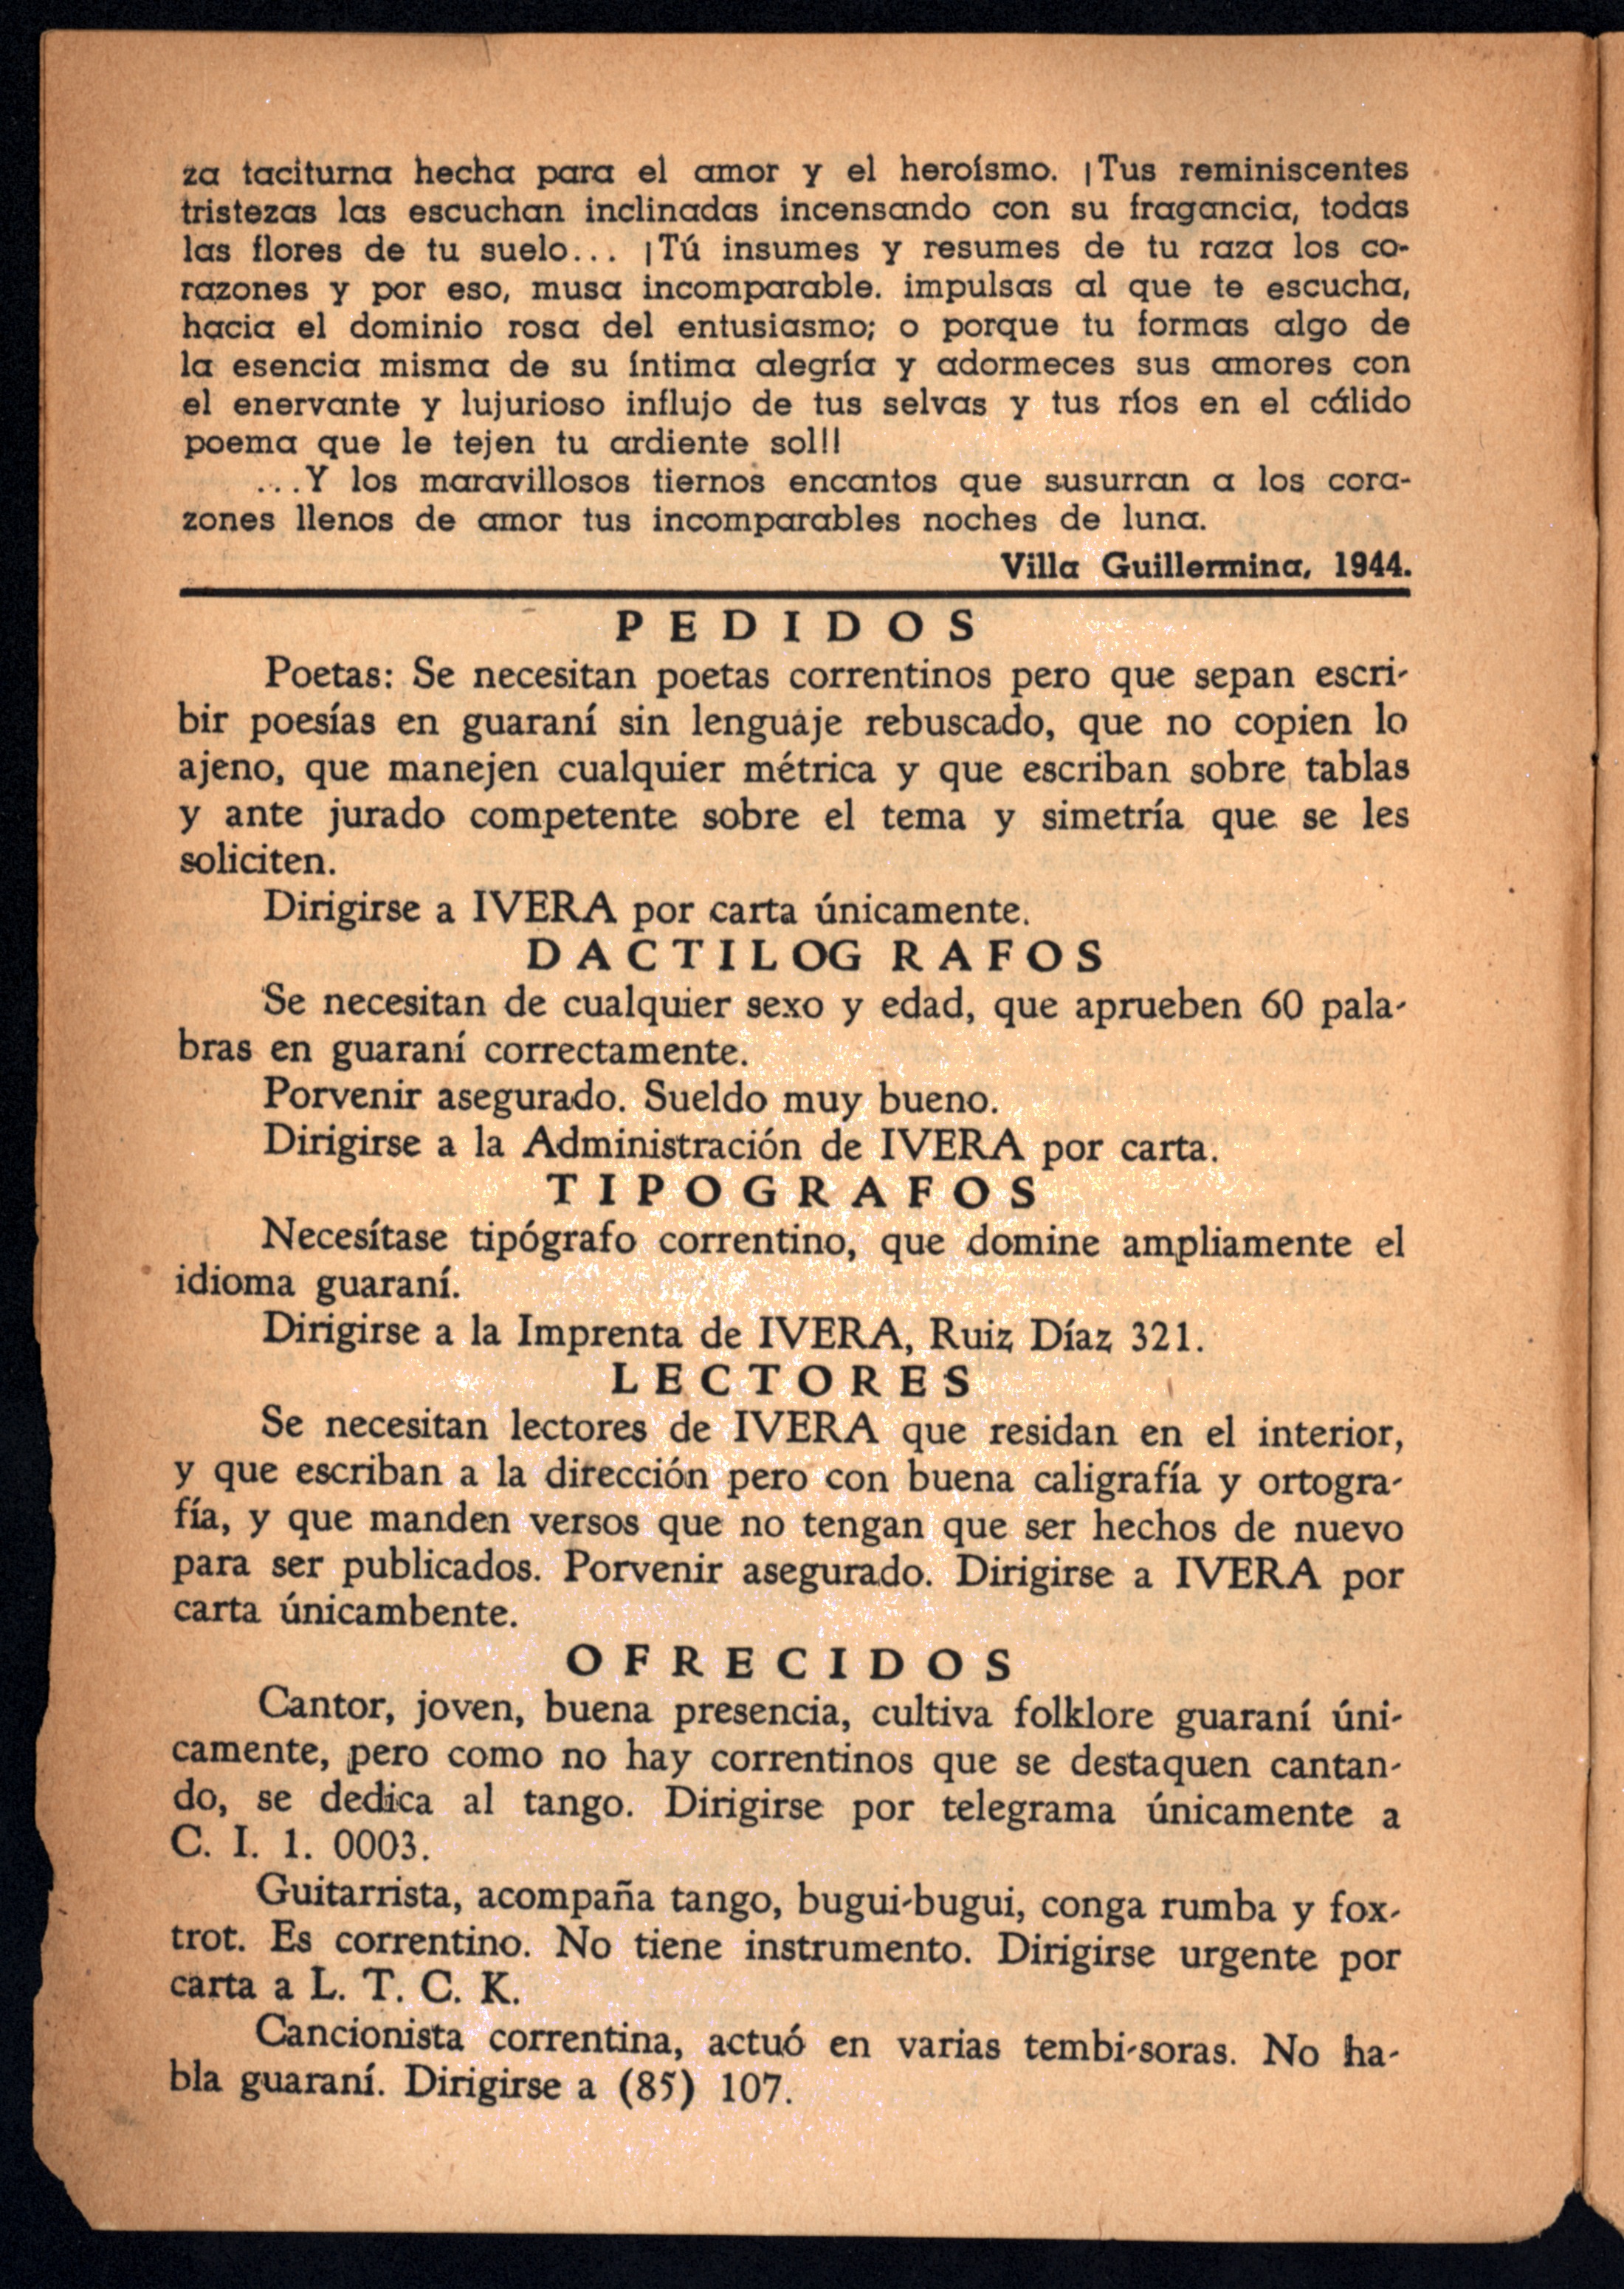 za taciturna hecha para el amor y el heroísmo. ¡Tus reminiscentes
tristezas las escuchan inclinadas incensando con su fragancia, todas
las flores de tu suelo... ¡Tú insumes y resumes de tu raza los co-
razones y por eso, musa incomparable. impulsas al que te escucha,
hacia el dominio rosa del entusiasmo; o porque tu formas algo de
la esencia misma de su íntima alegría y adormeces sus amores con
el enervante y lujurioso influjo de tus selvas y tus ríos en el cálido
poema que le tejen tu ardiente sol!!
...Y los maravillosos tiernos encantos que susurran a los cora-
zones llenos de amor tus incomparables noches de luna.
Villa Guillermina, 1944.
PEDIDOS
Poetas: Se necesitan poetas correntinos pero que sepan escri-
bir poesías en guaraní sin lenguaje rebuscado, que no copien lo
ajeno, que manejen cualquier métrica y que escriban sobre tablas
y ante jurado competente sobre el tema y simetría que se les
soliciten.
Dirigirse a IVERA por carta únicamente.
DACTILOGRAFOS
Se necesitan de cualquier sexo y edad, que aprueben 60 pala-
bras en guaraní correctamente.
Porvenir asegurado. Sueldo muy bueno.
Dirigirse a la Administración de IVERA por carta.
TIPOGRAFOS
Necesítase tipógrafo correntino, que domine ampliamente el
idioma guaraní.
Dirigirse a la Imprenta de IVERA, Ruiz Díaz 321.
LECTORES
Se necesitan lectores de IVERA que residan en el interior,
y que escriban a la dirección pero con buena caligrafía y ortogra-
fía, y que manden versos que no tengan que ser hechos de nuevo
para ser publicados. Porvenir asegurado. Dirigirse a IVERA por
carta únicambente.
OFRECIDOS
Cantor, joven, buena presencia, cultiva folklore guaraní úni-
camente, pero como no hay correntinos que se destaquen cantan-
do, se dedica al tango. Dirigirse por telegrama únicamente a
C. I. 1. 0003.
Guitarrista, acompaña tango, bugui-bugui, conga rumba y fox-
trot. Es correntino. No tiene instrumento. Dirigirse urgente por
carta a L. T. C. K.
Cancionista correntina, actuó en varias tembi-soras. No ha-
bla guaraní. Dirigirse a (85) 107.